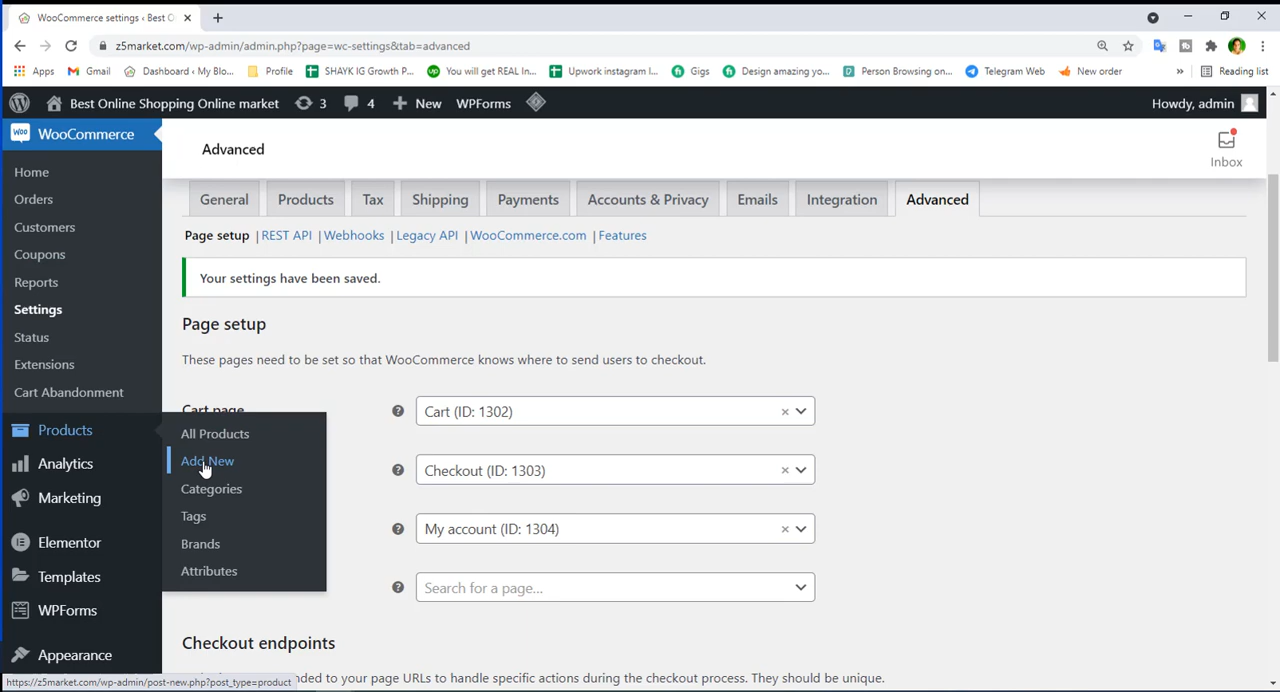 WooCommerce settings ‹ Best O
z5market.com/wp-admin/admin.php?page=wc-settings&tab=advanced
Apps
Gmail
Dashboard ‹ My Blo...
Profile
SHAYK IG Growth P...
You will get REAL In...
Upwork instagram l...
Gigs
Design amazing yo...
Person Browsing on...
Telegram Web
New order
»
Reading list
Best Online Shopping Online market
3
4
New
WPForms
Howdy, admin
WooCommerce
Home
Orders
Customers
Coupons
Reports
Settings
Status
Extensions
Cart Abandonment
Products
Analytics
Marketing
Elementor
Templates
WPForms
Appearance
All Products
Add New
Categories
Tags
Brands
Attributes
Advanced
Inbox
General
Products
Tax
Shipping
Payments
Accounts & Privacy
Emails
Integration
Advanced
Page setup | REST API | Webhooks | Legacy API | WooCommerce.com | Features
Your settings have been saved.
Page setup
These pages need to be set so that WooCommerce knows where to send users to checkout.
Cart page
Cart (ID: 1302)
Checkout (ID: 1303)
My account (ID: 1304)
Search for a page...
Checkout endpoints
nded to your page URLs to handle specific actions during the checkout process. They should be unique.
https://z5market.com/wp-admin/post-new.php?post_type=product